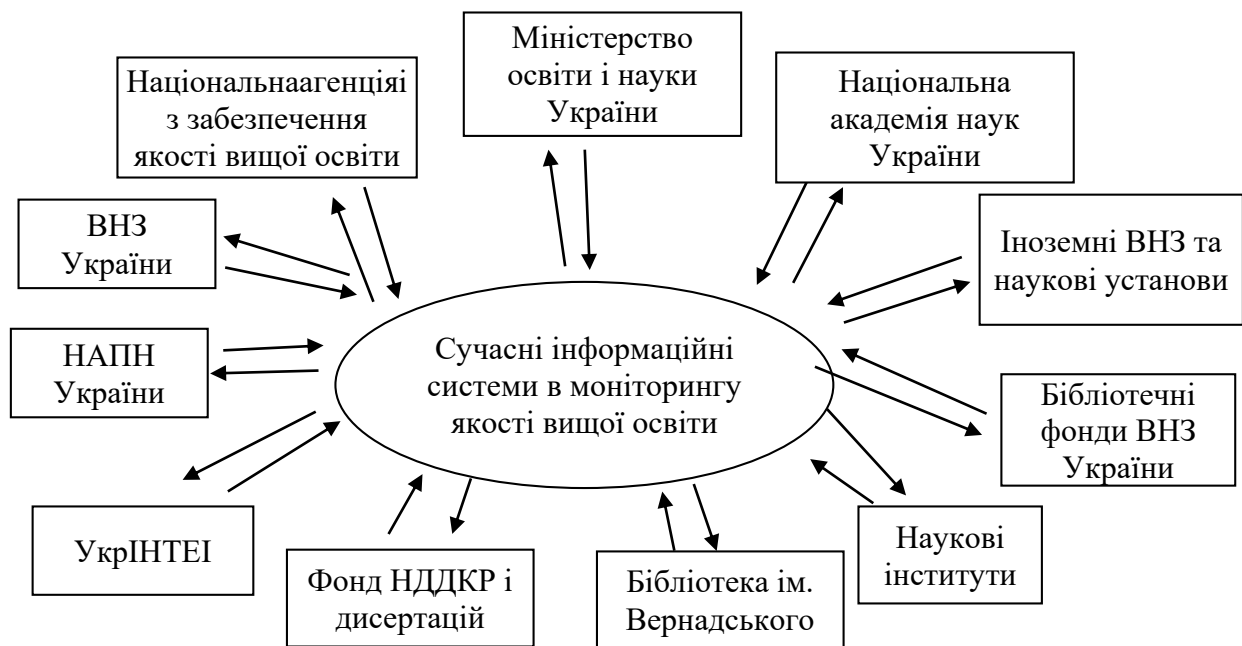 Міністерство
освіти і науки
України
Національнаагенціяі
з забезпечення
якості вищої освіти
Національна
академія наук
України
ВНЗ
України
Іноземні ВНЗ та
наукові установи
НАПН
України
Сучасні інформаційні
системи в моніторингу
якості вищої освіти
Бібліотечні
фонди ВНЗ
України
УкрІНТЕІ
Фонд НДДКР і
дисертацій
Бібліотека ім.
Вернадського
Наукові
інститути